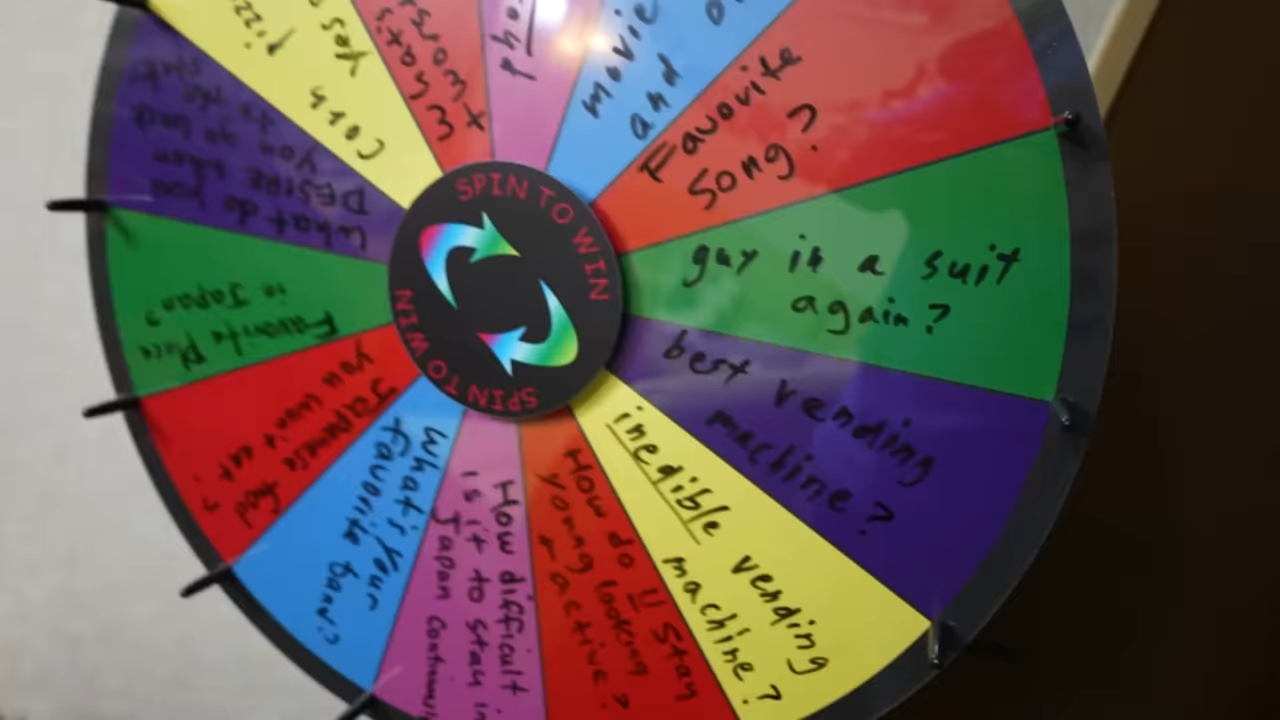 SPIN TO WIN
SPIN TO WIN
movie
and
Favorite
song?
guy in a suit
again?
best vending
machine?
inedible vending
machine?
How do U stay
young looking
+ active?
How difficult
is it to stay in
Japan
What's your
favorite
Japanese food
you won't eat?
Favorite Place
in Japan?
What do you
DESIRE when
you go back
to the
corn
pizz
yes
what's
worst